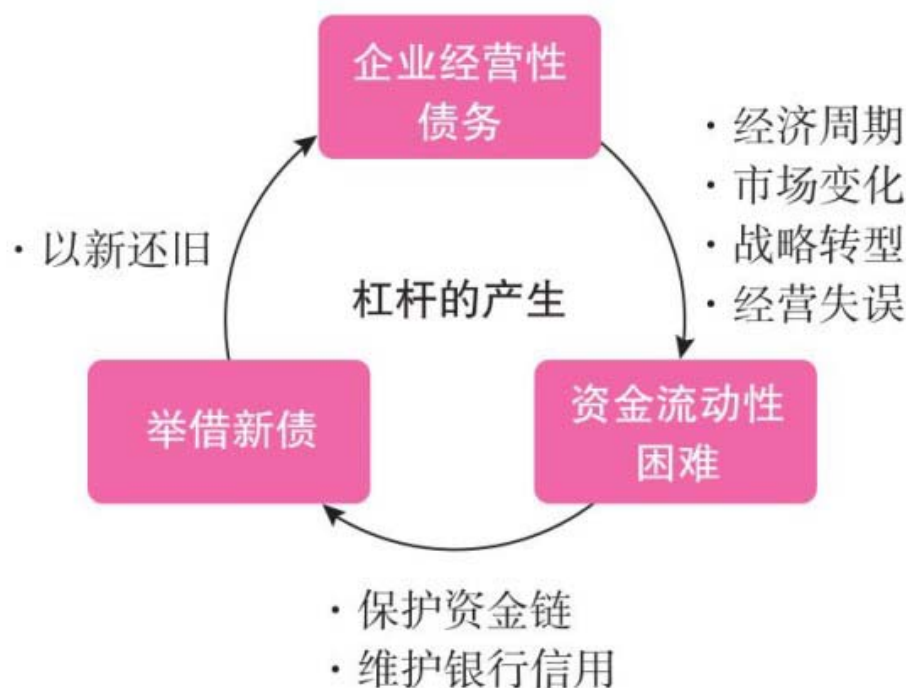 企业经营性
债务
· 经济周期
· 市场变化
· 战略转型
· 经营失误
· 以新还旧
杠杆的产生
举借新债
资金流动性
困难
· 保护资金链
· 维护银行信用